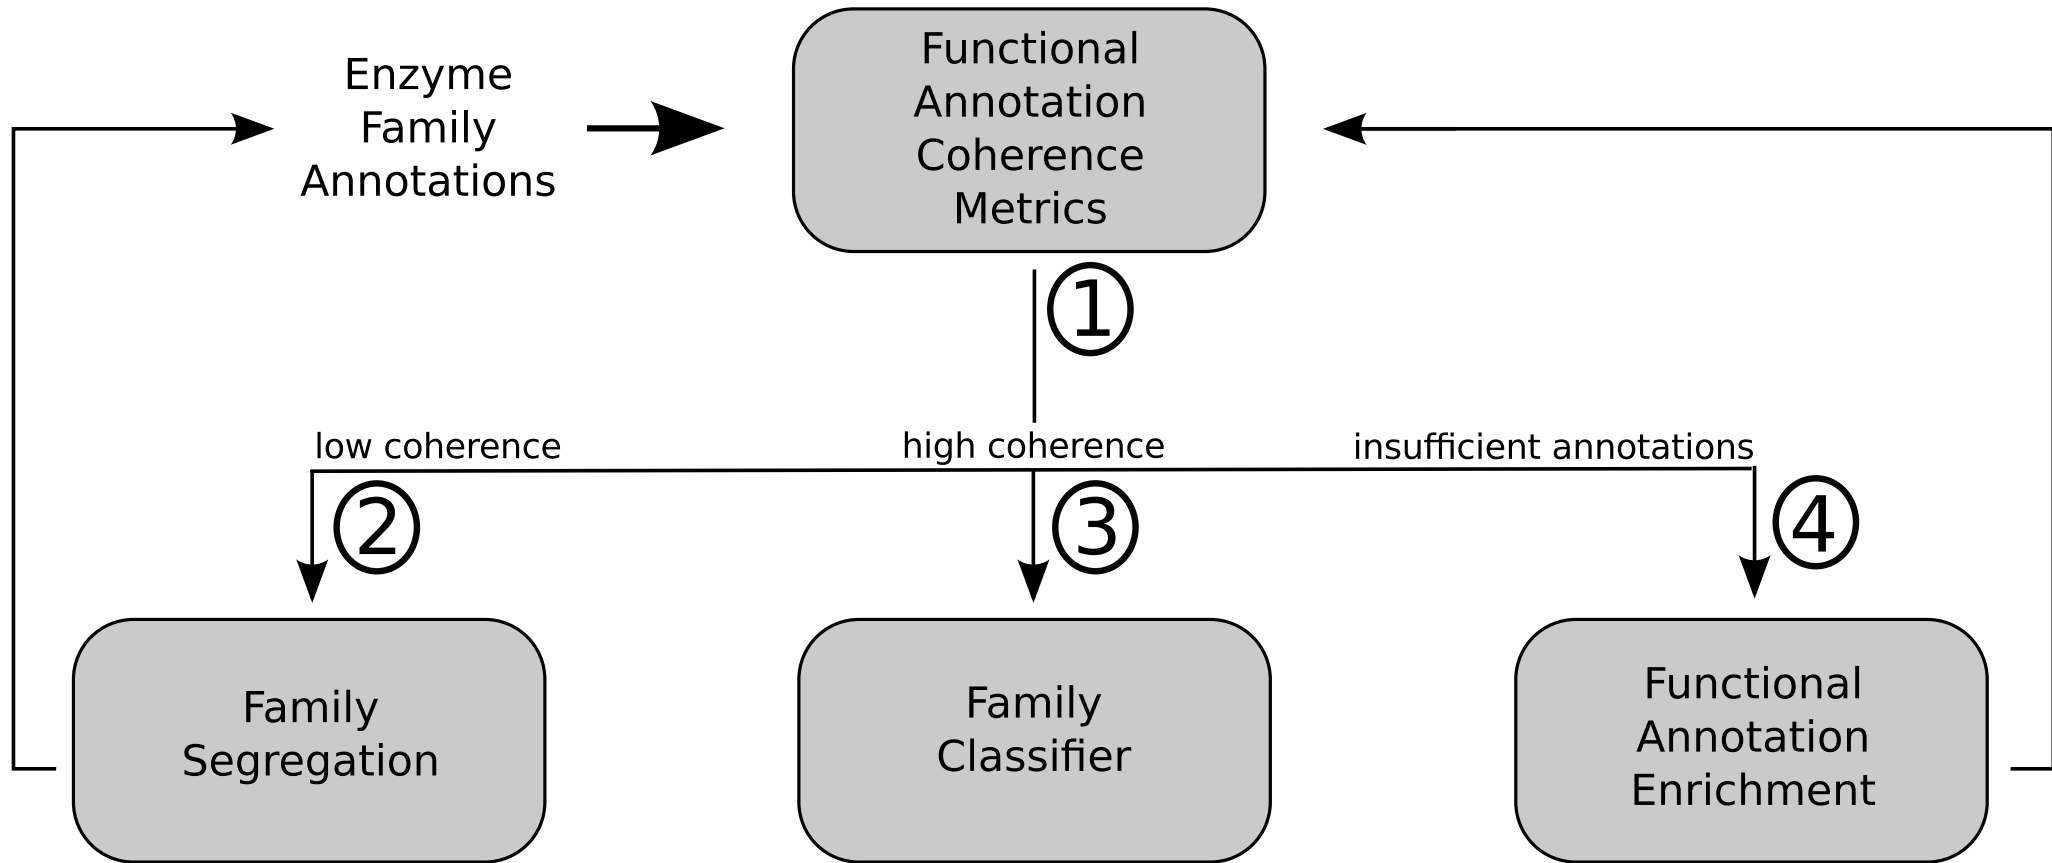 Enzyme
Family
Annotations
Functional
Annotation
Coherence
Metrics
1
low coherence
high coherence
insufficient annotations
2
3
4
Family
Segregation
Family
Classifier
Functional
Annotation
Enrichment